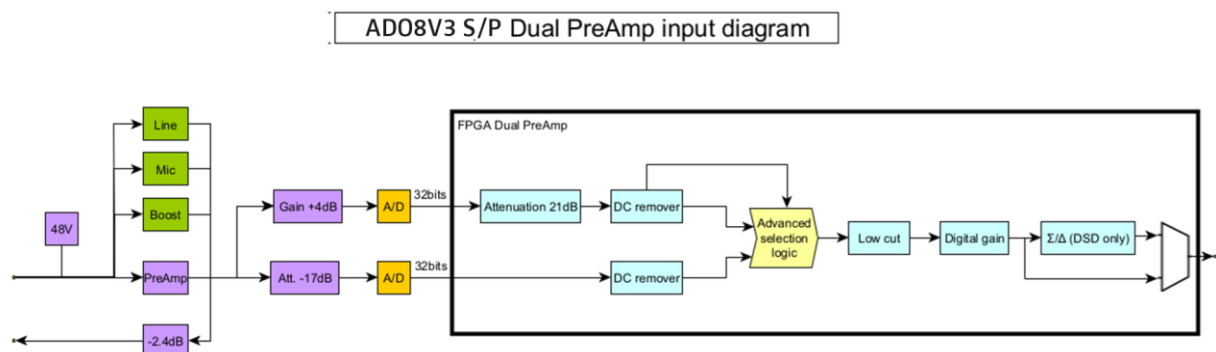 ADO8V3 S/P Dual PreAmp input diagram
FPGA Dual PreAmp
Line
Mic
Boost
48V
PreAmp
-2.4dB
Gain +4dB
Att. -17dB
A/D
A/D
32bits
32bits
Attenuation 21dB
DC remover
DC remover
Advanced
selection
logic
Low cut
Digital gain
Σ/Δ (DSD only)